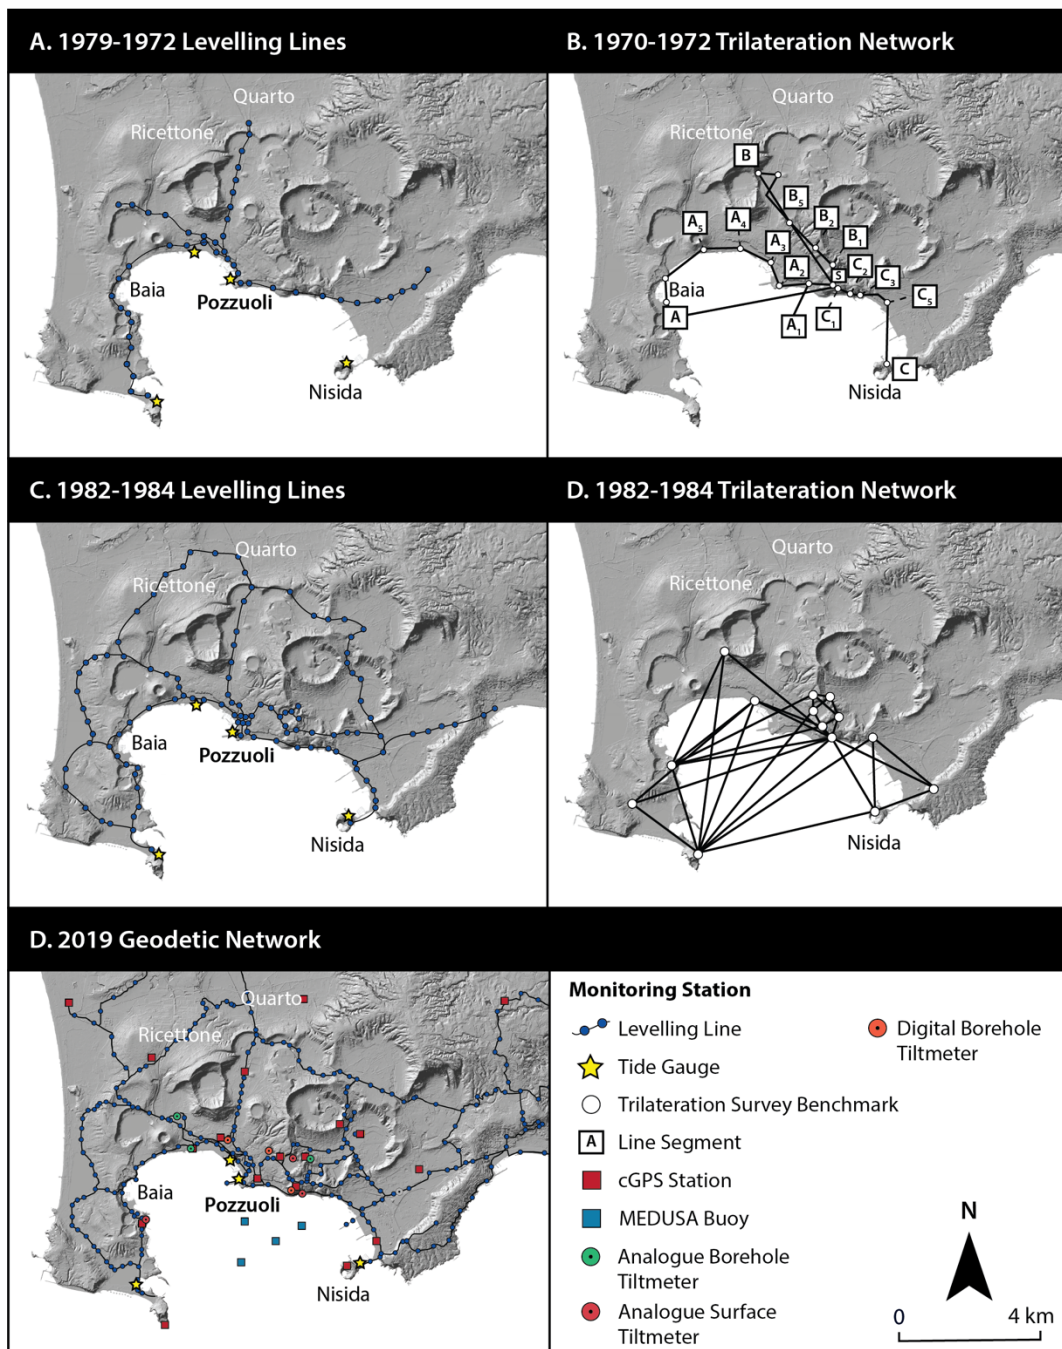 A. 1979-1972 Levelling Lines
Quarto
Ricettone
Baia
Pozzuoli
Nisida
B. 1970-1972 Trilateration Network
Quarto
Ricettone
B
B5
A5
A4
B2
A3
B1
A2
C2
S
C3
Baia
C5
A
A1
C1
C
Nisida
C. 1982-1984 Levelling Lines
Quarto
Ricettone
Baia
Pozzuoli
Nisida
D. 1982-1984 Trilateration Network
Quarto
Ricettone
Nisida
D. 2019 Geodetic Network
Quarto
Ricettone
Baia
Pozzuoli
Nisida
Monitoring Station
Levelling Line
Tide Gauge
Trilateration Survey Benchmark
A Line Segment
cGPS Station
MEDUSA Buoy
Analogue Borehole
Tiltmeter
Analogue Surface
Tiltmeter
Digital Borehole
Tiltmeter
N
0 4 km